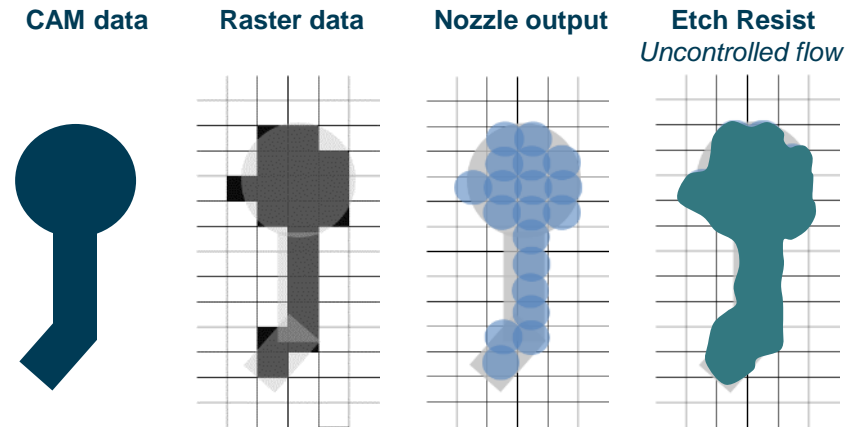 CAM data
Raster data
Nozzle output
Etch Resist
Uncontrolled flow